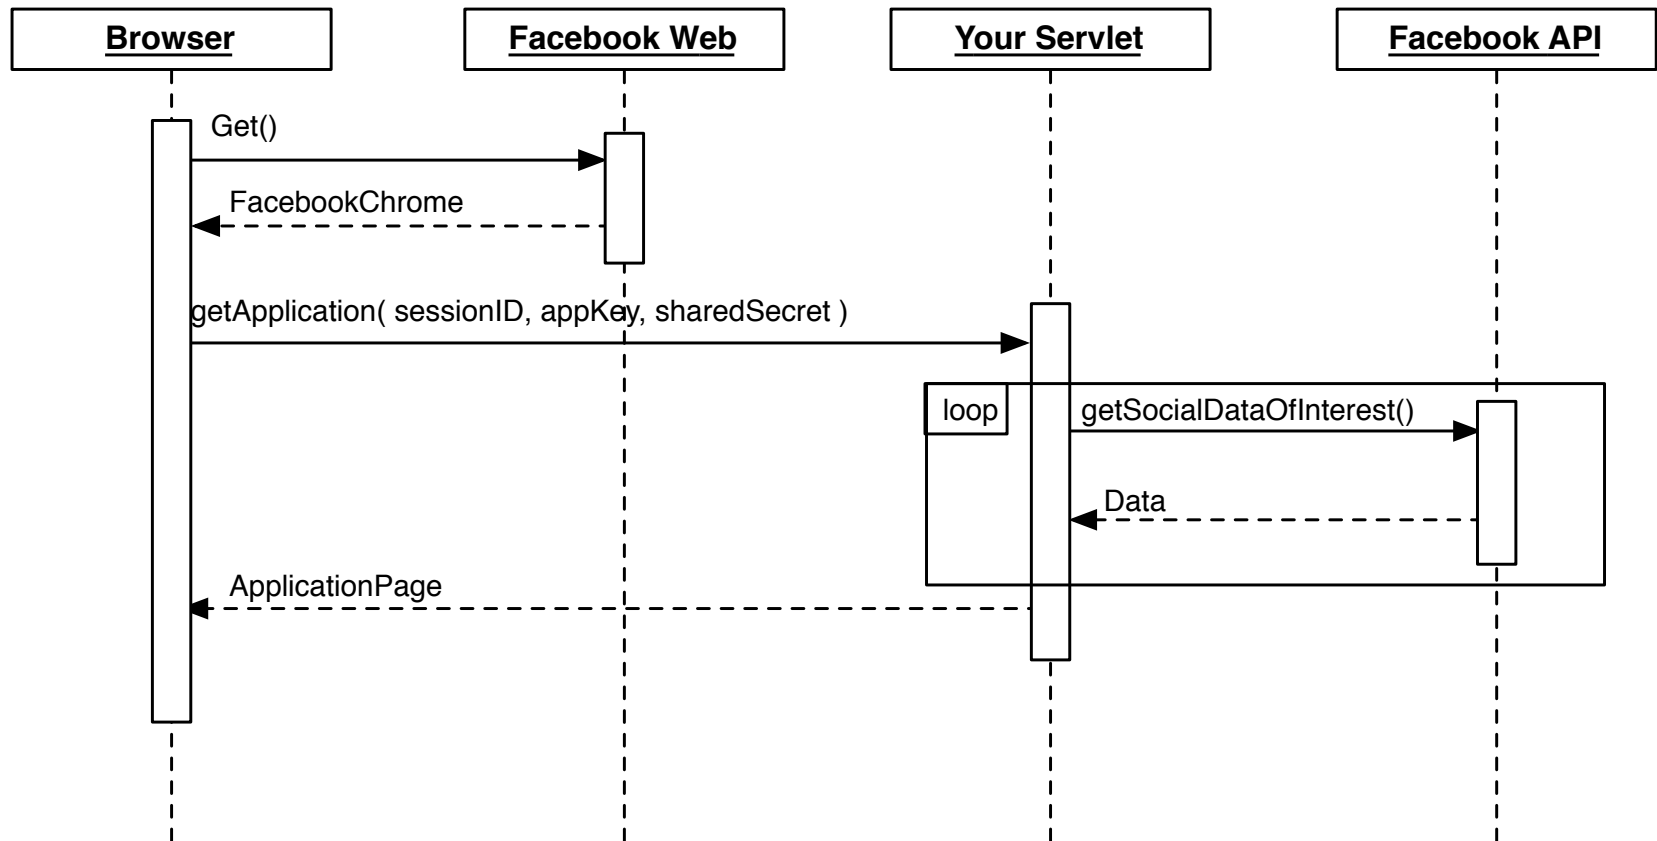 Browser
Facebook Web
Your Servlet
Facebook API
Get()
FacebookChrome
getApplication( sessionID, appKey, sharedSecret )
loop
getSocialDataOfInterest()
Data
ApplicationPage